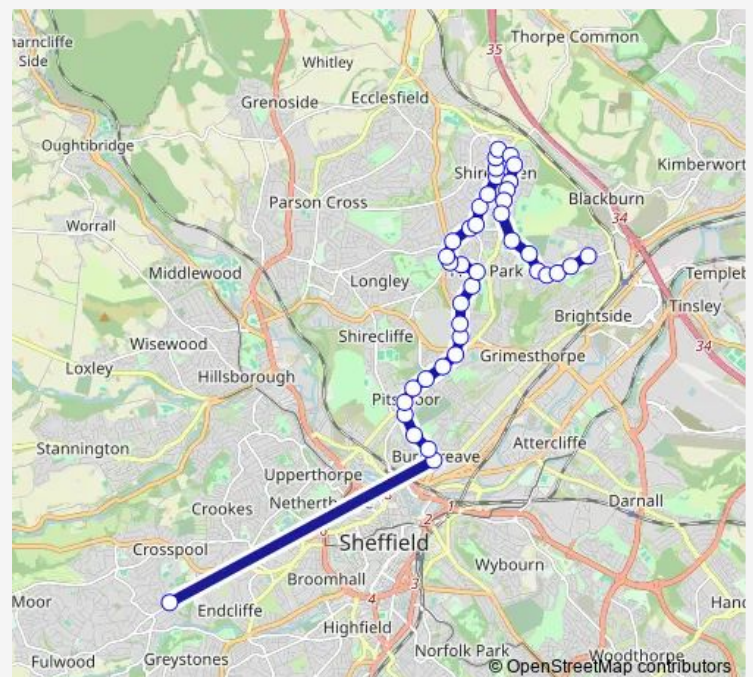 35
Thorpe Common
Side
Whitley
Ecclesfield
Grenoside
Oughtibridge
Kimberwort
Parson Cross
Blackburn
34
Worrall
Middlewood
Longley
Park
Templeb
Tinsley
Brightside
Shirecliffe
Wisewood
34
Grimesthorpe
Loxley
Hillsborough
Stannington
Attercliffe
Upperthorpe
Crookes
Darnall
1
2
Crosspool
Sheffield
Wybourn
Broomhall
3
Moor
4
Endcliffe
Highfield
Fulwood
Greystones
Norfolk Park
Woodthorpe
© OpenStreetMap contributors